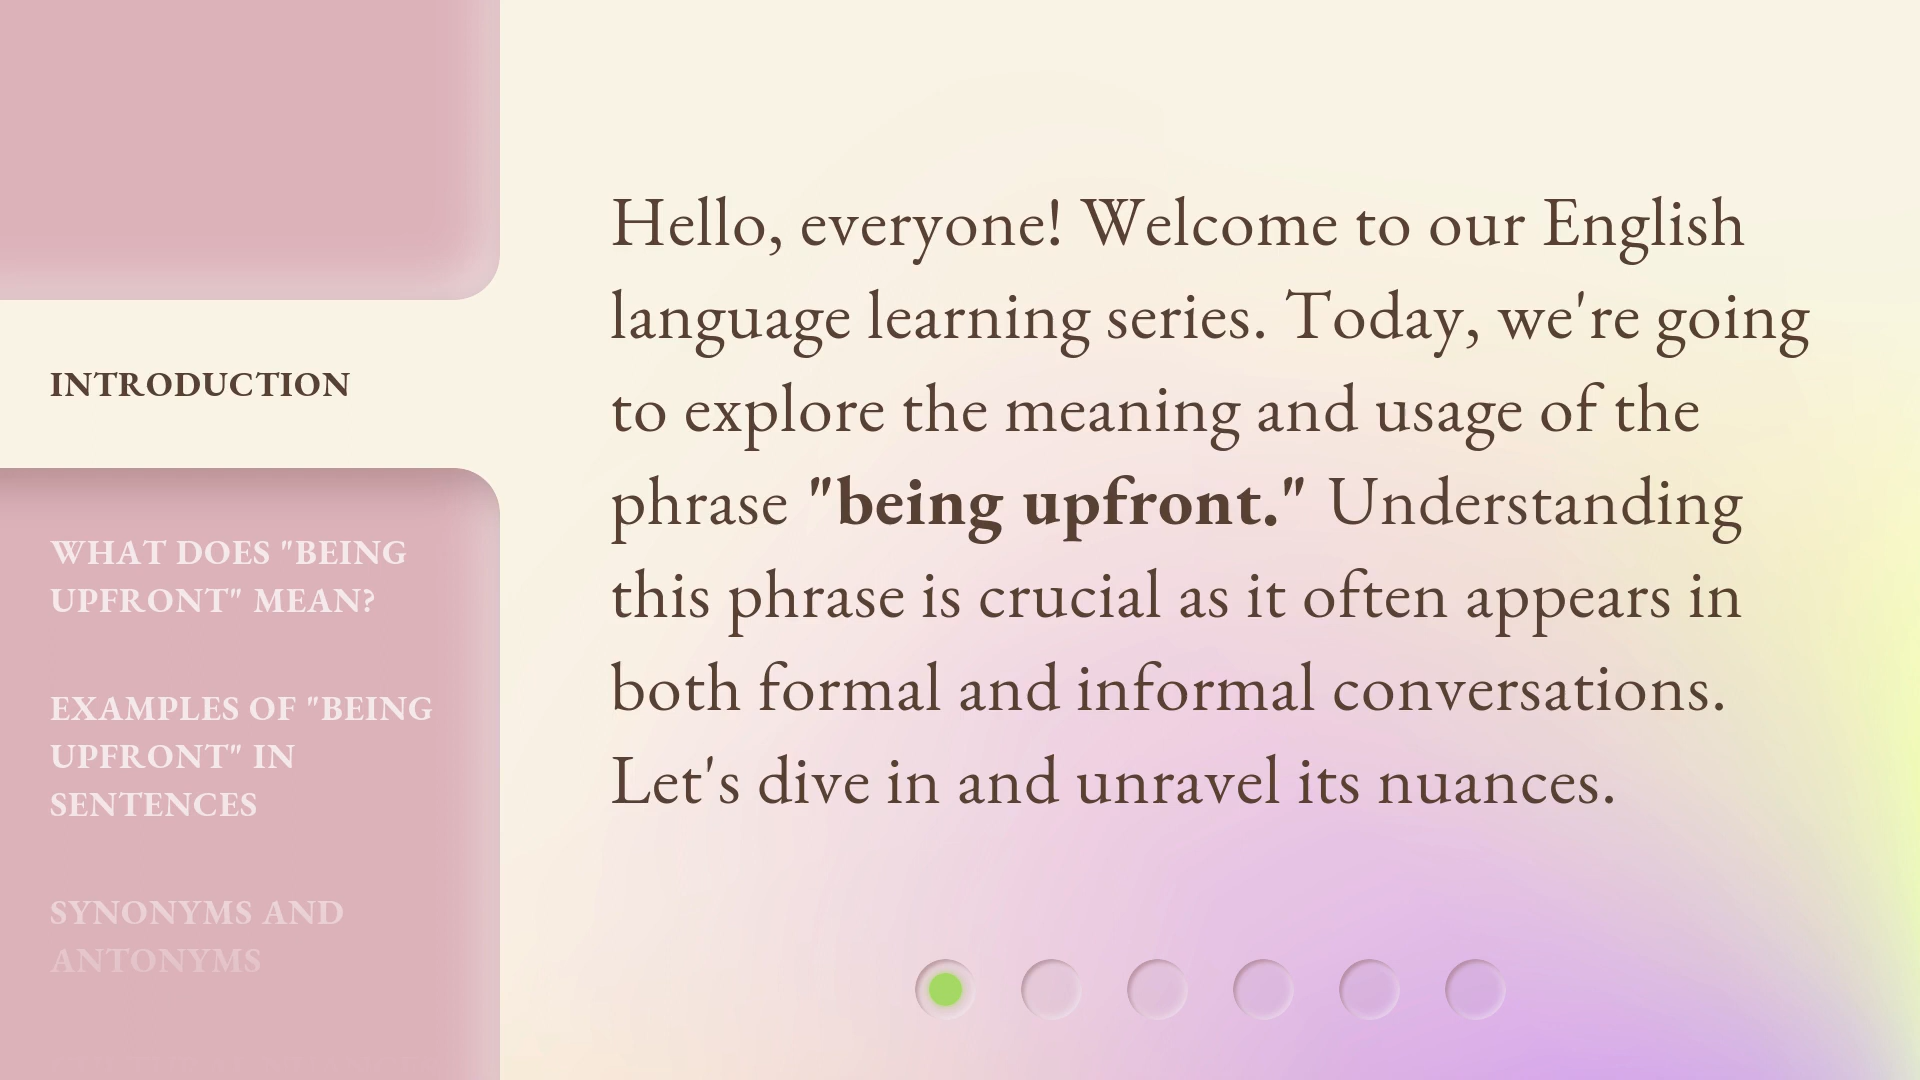 INTRODUCTION
WHAT DOES "BEING
UPFRONT" MEAN?
EXAMPLES OF "BEING
UPFRONT" IN
SENTENCES
SYNONYMS AND
ANTONYMS
Hello, everyone! Welcome to our English
language learning series. Today, we're going
to explore the meaning and usage of the
phrase "being upfront." Understanding
this phrase is crucial as it often appears in
both formal and informal conversations.
Let's dive in and unravel its nuances.